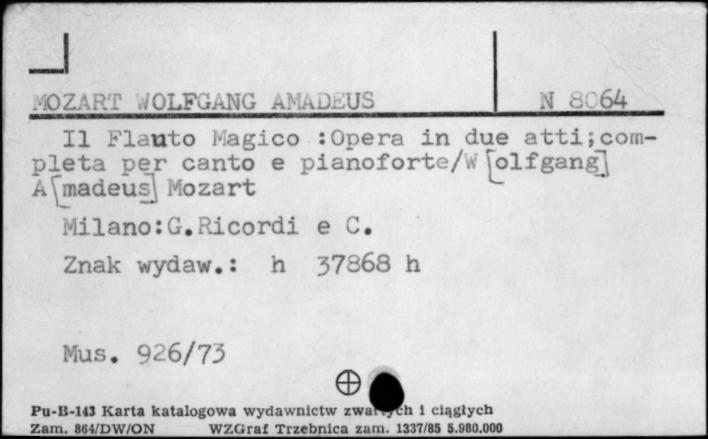 MOZART WOLFGANG AMADEUS N 8064
Il Flauto Magico :Opera in due atti;com-
pleta per canto e pianoforte/W[olfgang]
A[madeus] Mozart
Milano:G.Ricordi e C.
Znak wydaw.: h 37868 h
Mus. 926/73
Pu-B-143 Karta katalogowa wydawnictw zwartych i ciągłych
Zam. 864/DW/ON WZGraf Trzebnica zam. 1337/85 5.980.000